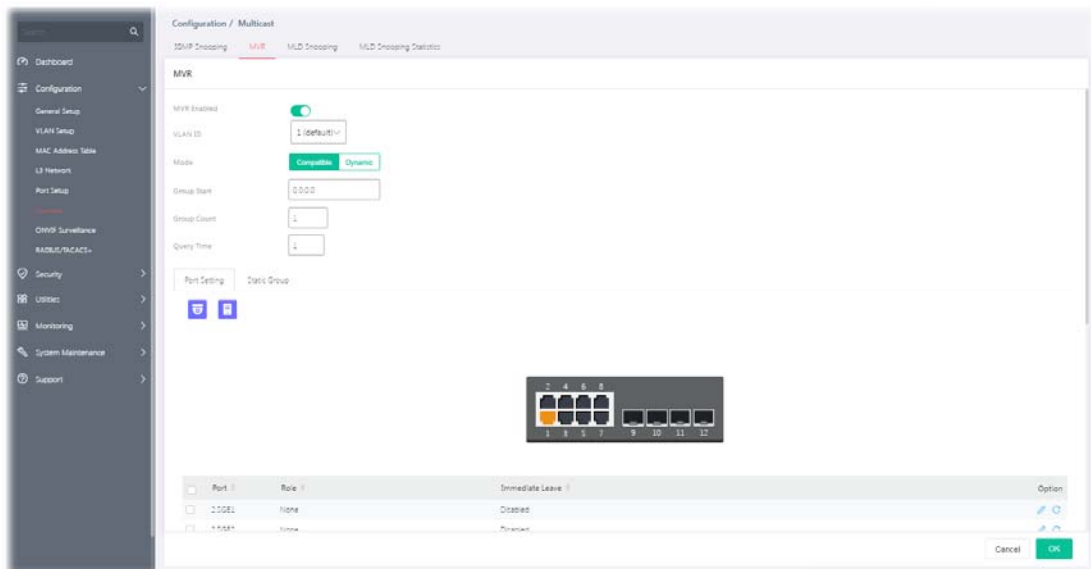 Configuration / Multicast
Search
IGMP Snooping MVR MLD Snooping MLD Snooping Statistics
Dashboard
MVR
Configuration
General Setup
VLAN Setup
MAC Address Table
L3 Network
Port Setup
ONVIF Surveillance
RADIUS/TACACS+
Security
Utilities
Monitoring
System Maintenance
Support
MVR Enabled
VLAN ID 1 (default)
Mode Compatible Dynamic
Group Start 0.0.0.0
Group Count 1
Query Time 1
Port Setting Static Group
2 4 6 8
1 3 5 7 9 10 11 12
Port Role Immediate Leave Option
2.5GE1 None Disabled
2.5GE2 None Disabled
Cancel OK